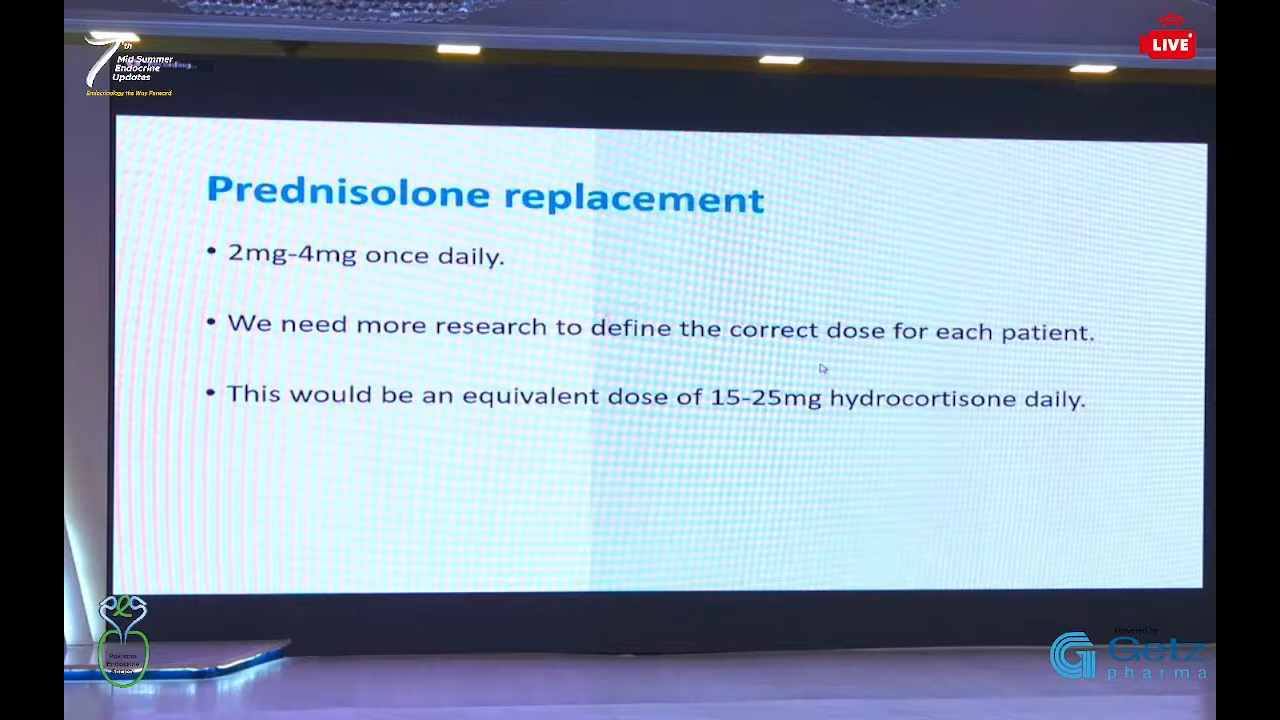 7th
Mid Summer
Endocrine
Updates
Endocrinology the Way Forward
LIVE
Prednisolone replacement
• 2mg-4mg once daily.
• We need more research to define the correct dose for each patient.
• This would be an equivalent dose of 15-25mg hydrocortisone daily.
Pakistan
Endocrine
Society
Powered by
Getz
pharma